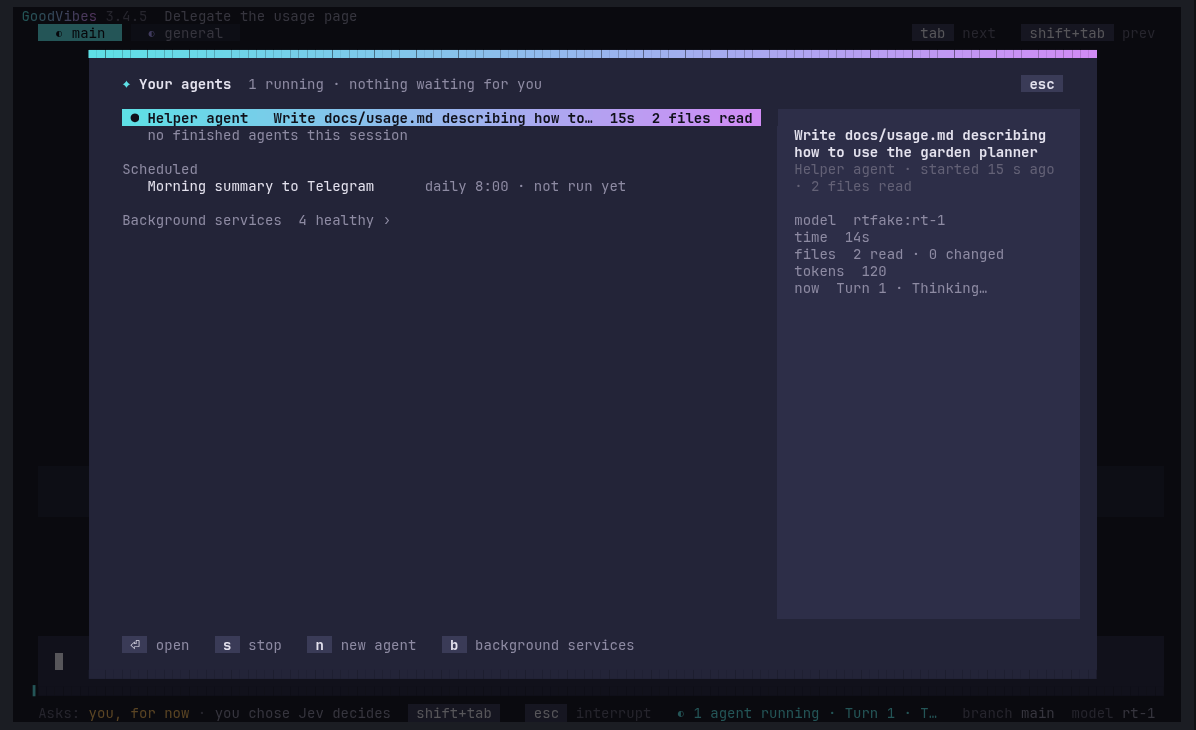 GoodVibes 3.4.5  Delegate the usage page
◐ main  ◐ general  tab next  shift+tab prev
✦ Your agents  1 running · nothing waiting for you  esc
● Helper agent  Write docs/usage.md describing how to…  15s  2 files read
no finished agents this session
Scheduled
Morning summary to Telegram  daily 8:00 · not run yet
Background services  4 healthy ›
Write docs/usage.md describing
how to use the garden planner
Helper agent · started 15 s ago
· 2 files read
model  rtfake:rt-1
time  14s
files  2 read · 0 changed
tokens  120
now  Turn 1 · Thinking…
⏎ open  s stop  n new agent  b background services
Asks: you, for now · you chose Jev decides  shift+tab  esc interrupt  ◐ 1 agent running · Turn 1 · T…  branch main  model rt-1